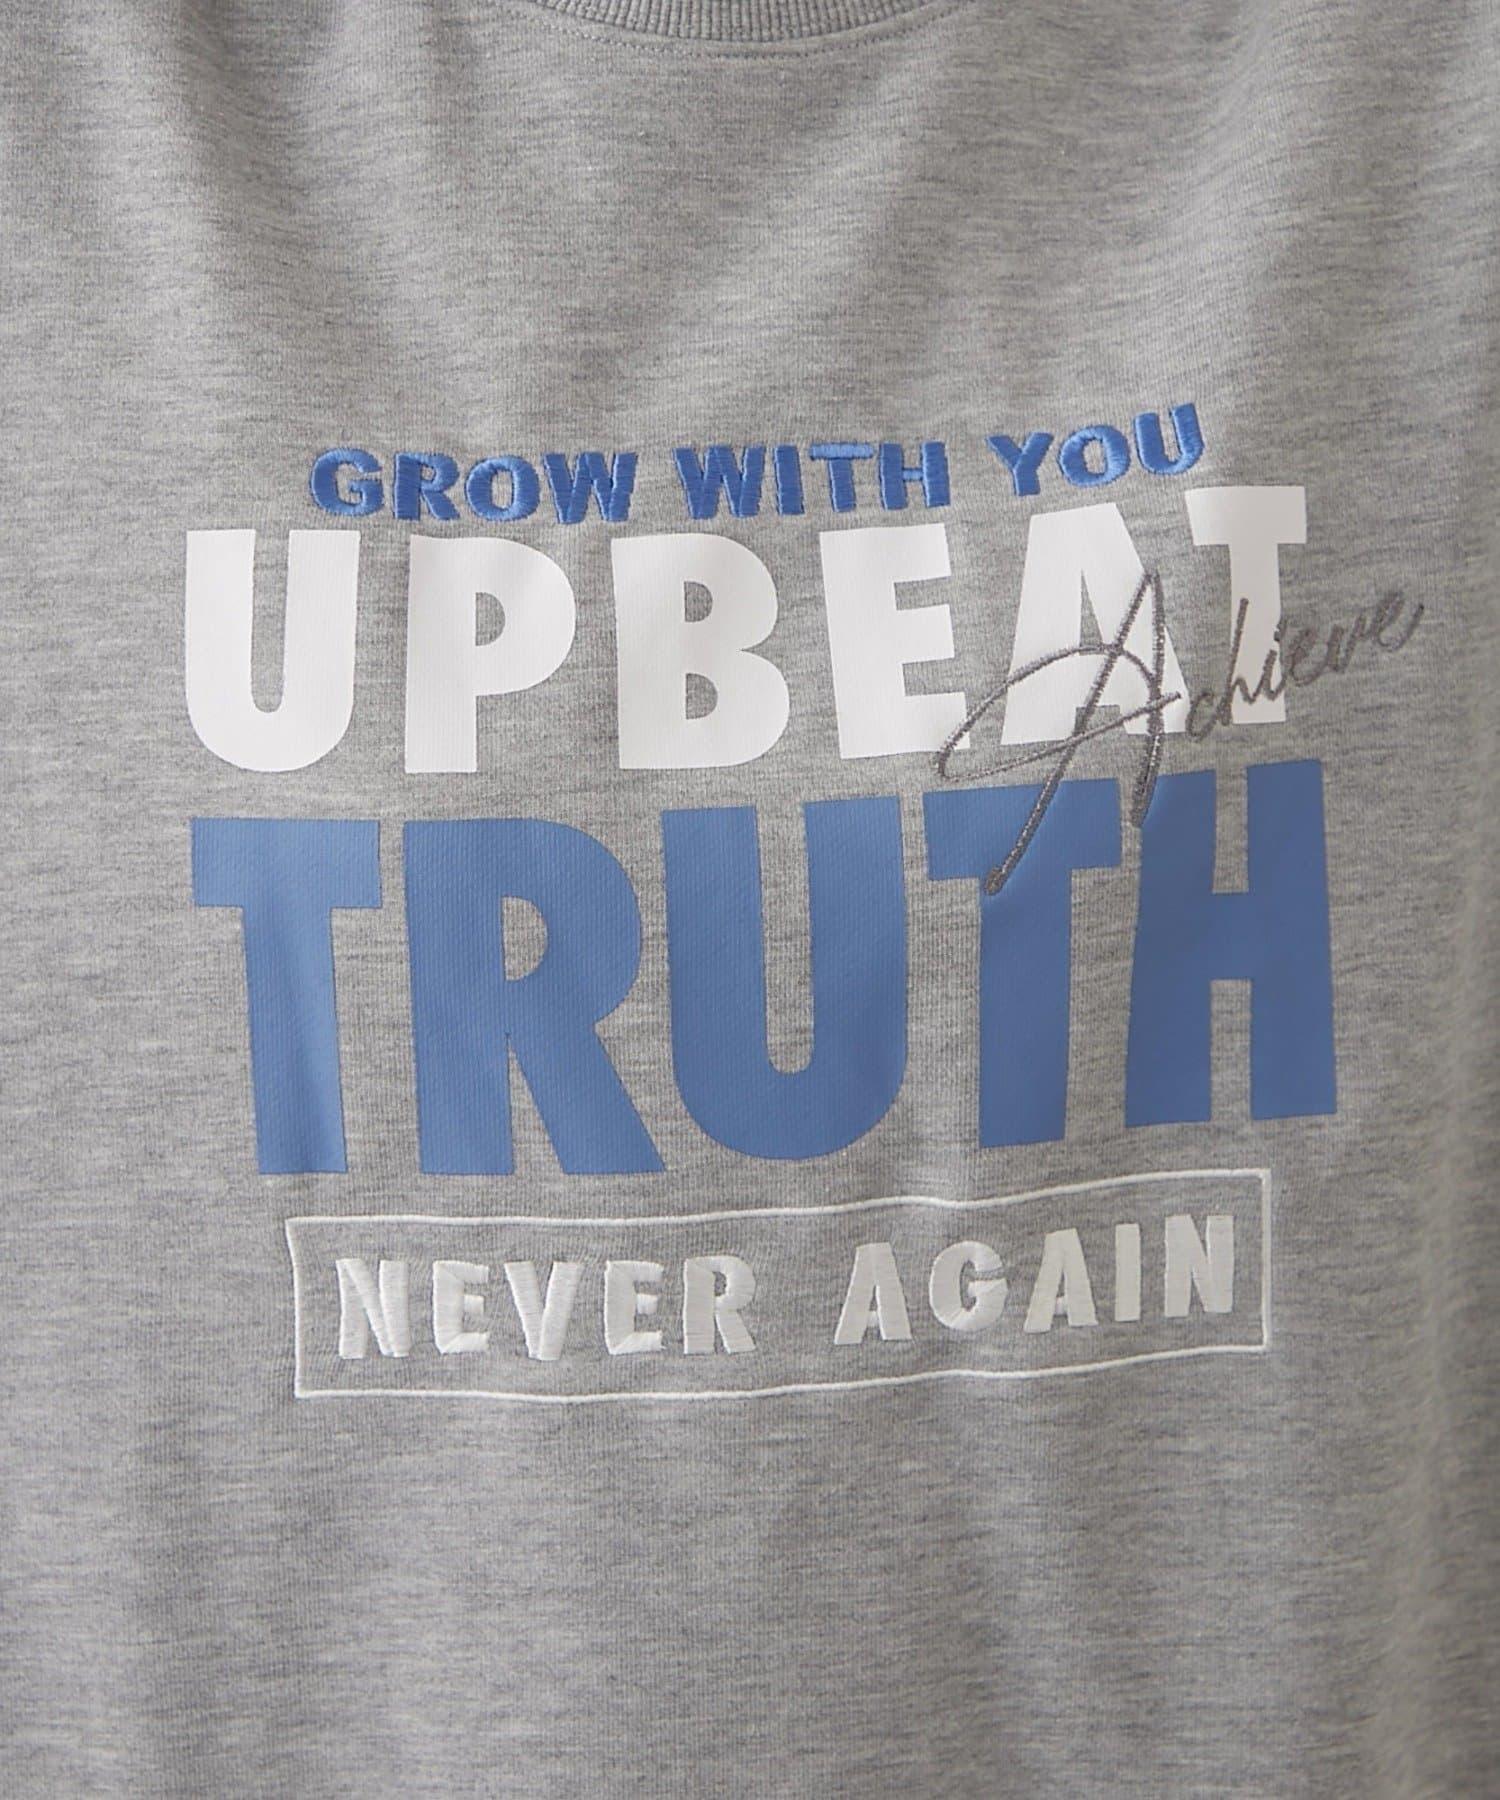 GROW WITH YOU
UPBEAT
Achieve
TRUTH
NEVER AGAIN